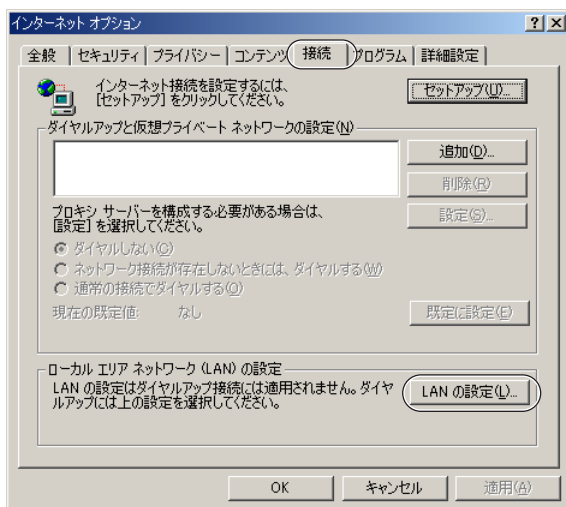 インターネット オプション
全般
セキュリティ
プライバシー
コンテンツ
接続
プログラム
詳細設定
インターネット接続を設定するには、
[セットアップ] をクリックしてください。
セットアップ(U)...
ダイヤルアップと仮想プライベート ネットワークの設定(N)
追加(D)...
削除(R)
プロキシ サーバーを構成する必要がある場合は、
[設定] を選択してください。
設定(S)...
ダイヤルしない(C)
ネットワーク接続が存在しないときには、ダイヤルする(W)
通常の接続でダイヤルする(O)
現在の既定値:
なし
既定に設定(E)
ローカル エリア ネットワーク (LAN) の設定
LAN の設定はダイヤルアップ接続には適用されません。ダイヤ
ルアップには上の設定を選択してください。
LAN の設定(L)...
OK
キャンセル
適用(A)